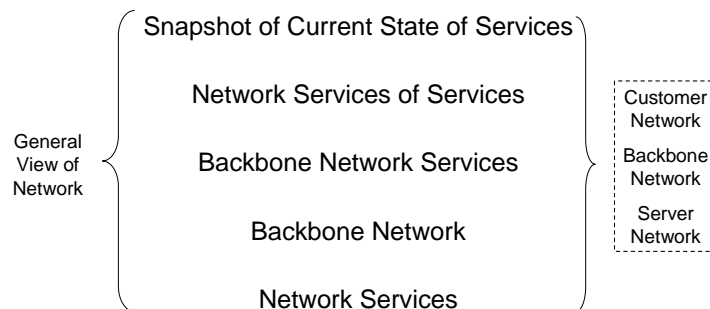 General
View of
Network
Snapshot of Current State of Services
Network Services of Services
Backbone Network Services
Backbone Network
Network Services
Customer
Network
Backbone
Network
Server
Network